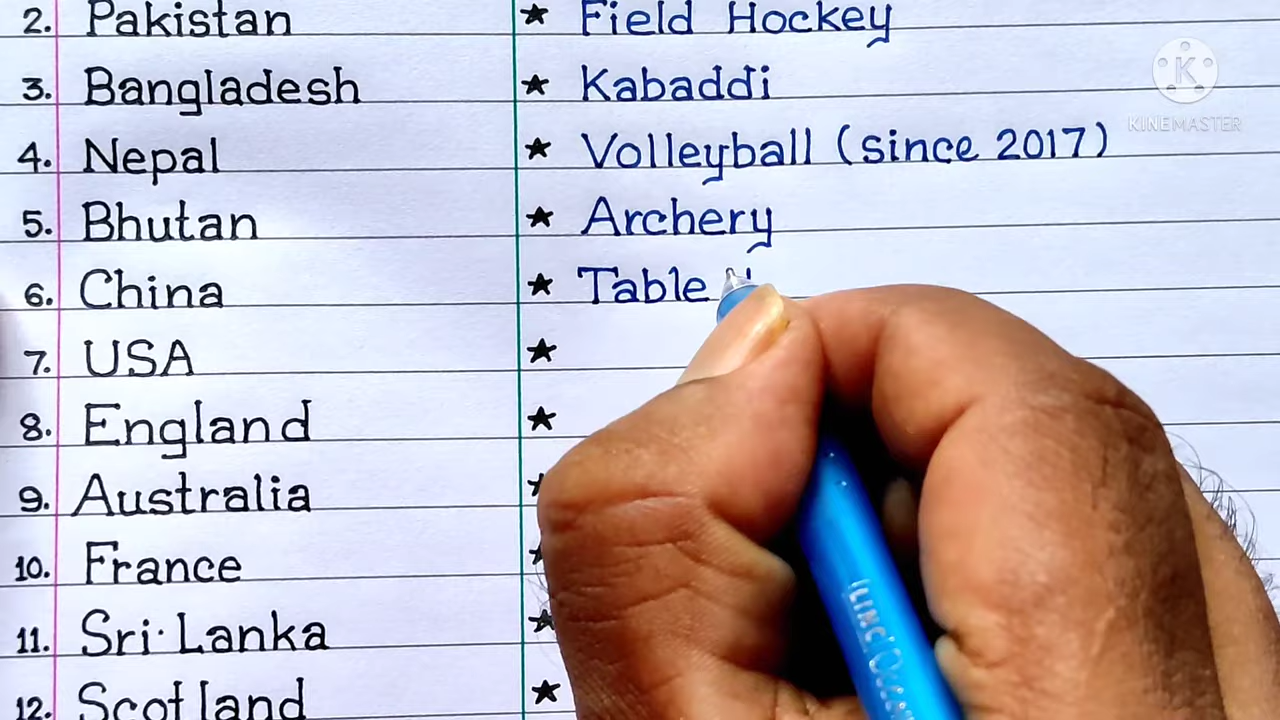 2. Pakistan ★ Field Hockey
3. Bangladesh ★ Kabaddi
4. Nepal ★ Volleyball (since 2017)
5. Bhutan ★ Archery
6. China ★ Table
7. USA ★
8. England ★
9. Australia ★
10. France ★
11. Sri Lanka ★
12. Scotland ★
K
KINEMASTER